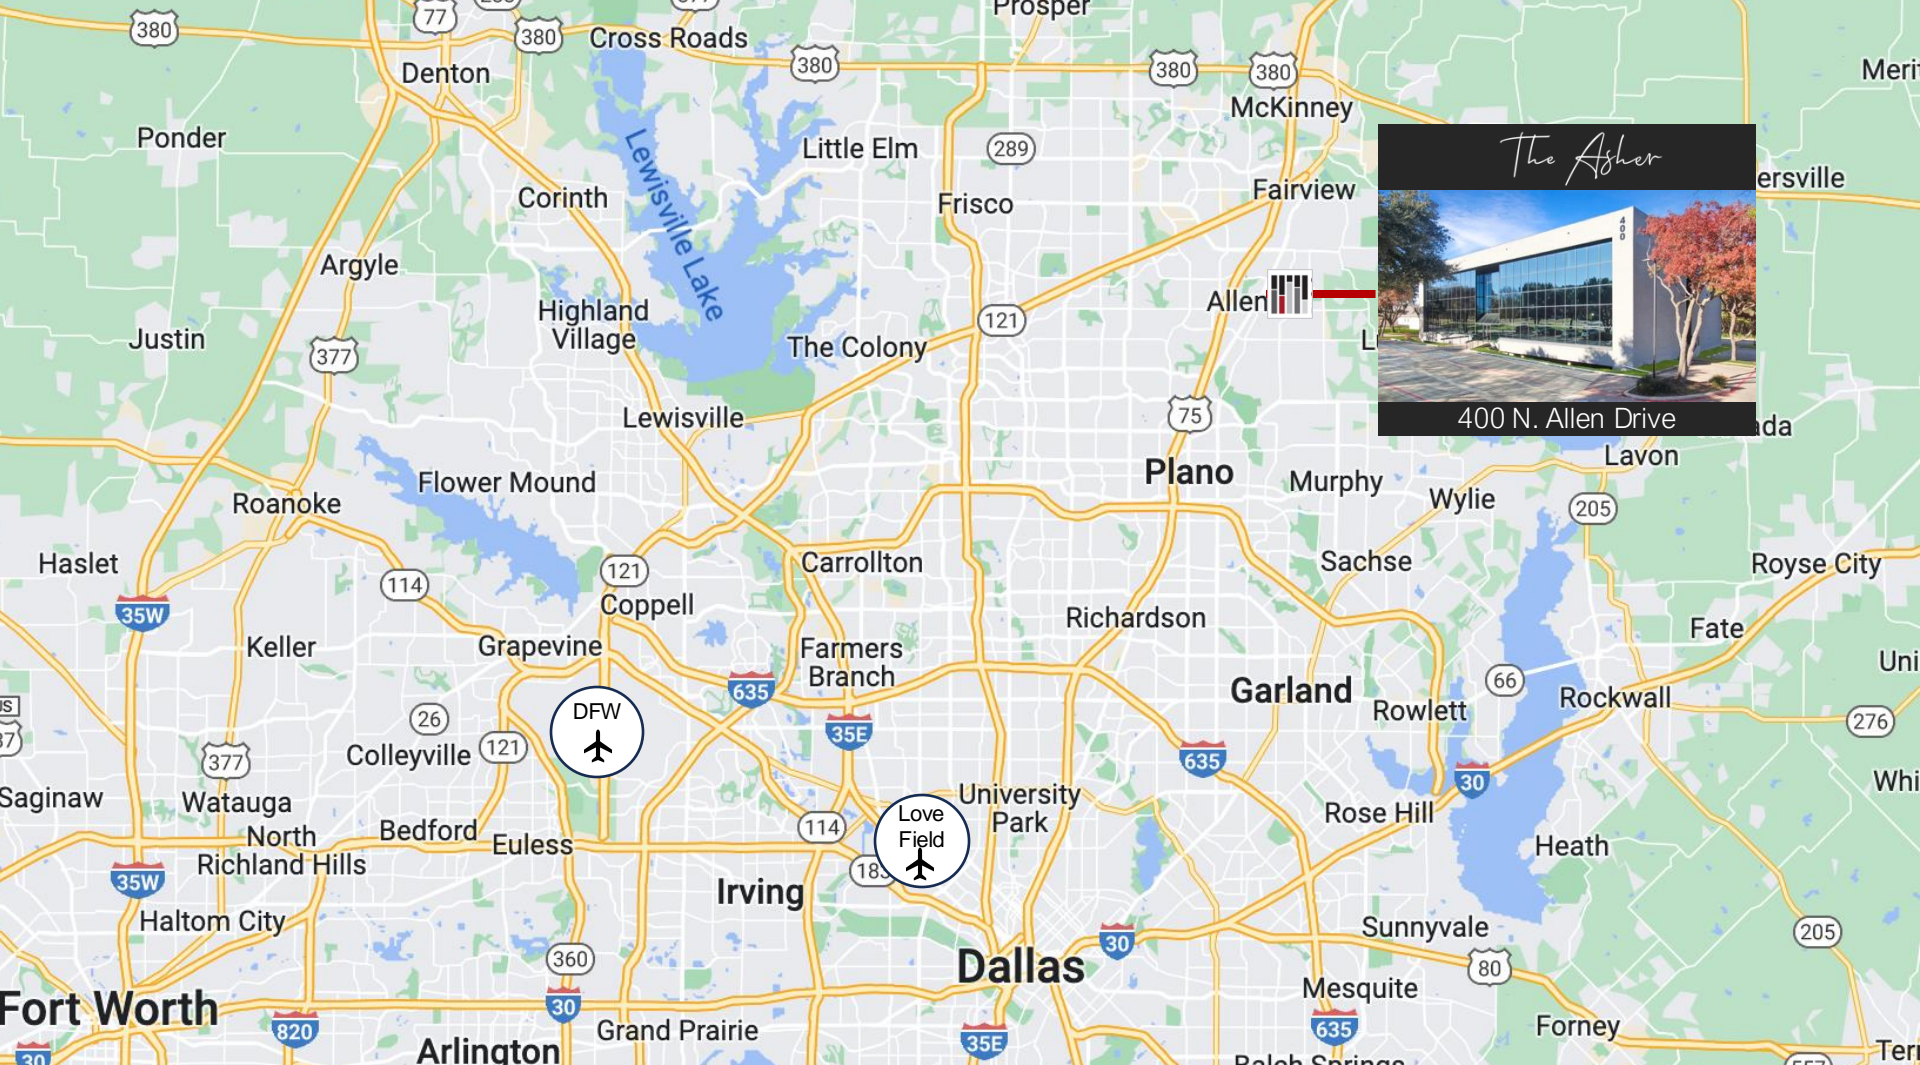 77
Prosper
380
380
Cross Roads
380
380
380
Denton
McKinney
Ponder
Little Elm
289
The Asher
Lewisville Lake
Corinth
Frisco
Fairview
ersville
400
Argyle
Highland
Village
Allen
121
Justin
377
The Colony
Lewisville
75
400 N. Allen Drive
ada
Lavon
Flower Mound
Plano
Murphy
Wylie
Roanoke
205
Haslet
114
121
Carrollton
Sachse
Royse City
35W
Coppell
Richardson
Fate
Keller
Grapevine
Farmers
Branch
635
Garland
66
Rockwall
Rowlett
26
DFW
35E
276
Colleyville
121
377
635
30
Saginaw
Watauga
University
Park
Rose Hill
Love
Field
114
North
Richland Hills
Bedford
Euless
Heath
35W
Irving
Haltom City
Sunnyvale
30
205
360
Dallas
80
Fort Worth
30
Mesquite
820
Grand Prairie
635
Forney
35E
Arlington
30
Balch Springs